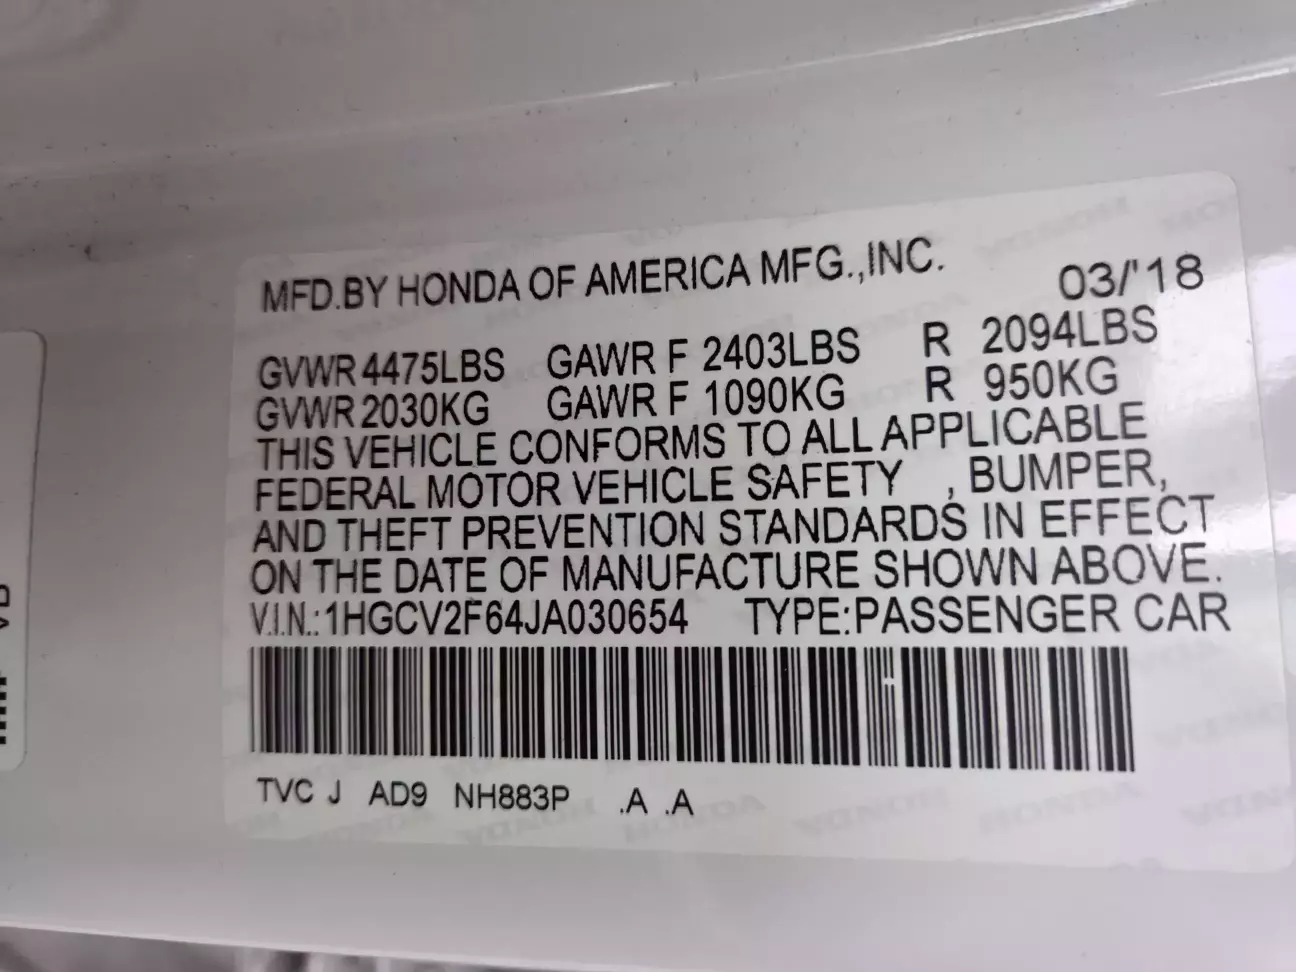 MFD.BY HONDA OF AMERICA MFG.,INC. 03/'18
GVWR 4475LBS GAWR F 2403LBS R 2094LBS
GVWR 2030KG GAWR F 1090KG R 950KG
THIS VEHICLE CONFORMS TO ALL APPLICABLE
FEDERAL MOTOR VEHICLE SAFETY , BUMPER,
AND THEFT PREVENTION STANDARDS IN EFFECT
ON THE DATE OF MANUFACTURE SHOWN ABOVE.
V.I.N.:1HGCV2F64JA030654 TYPE:PASSENGER CAR
TVC J AD9 NH883P .A .A